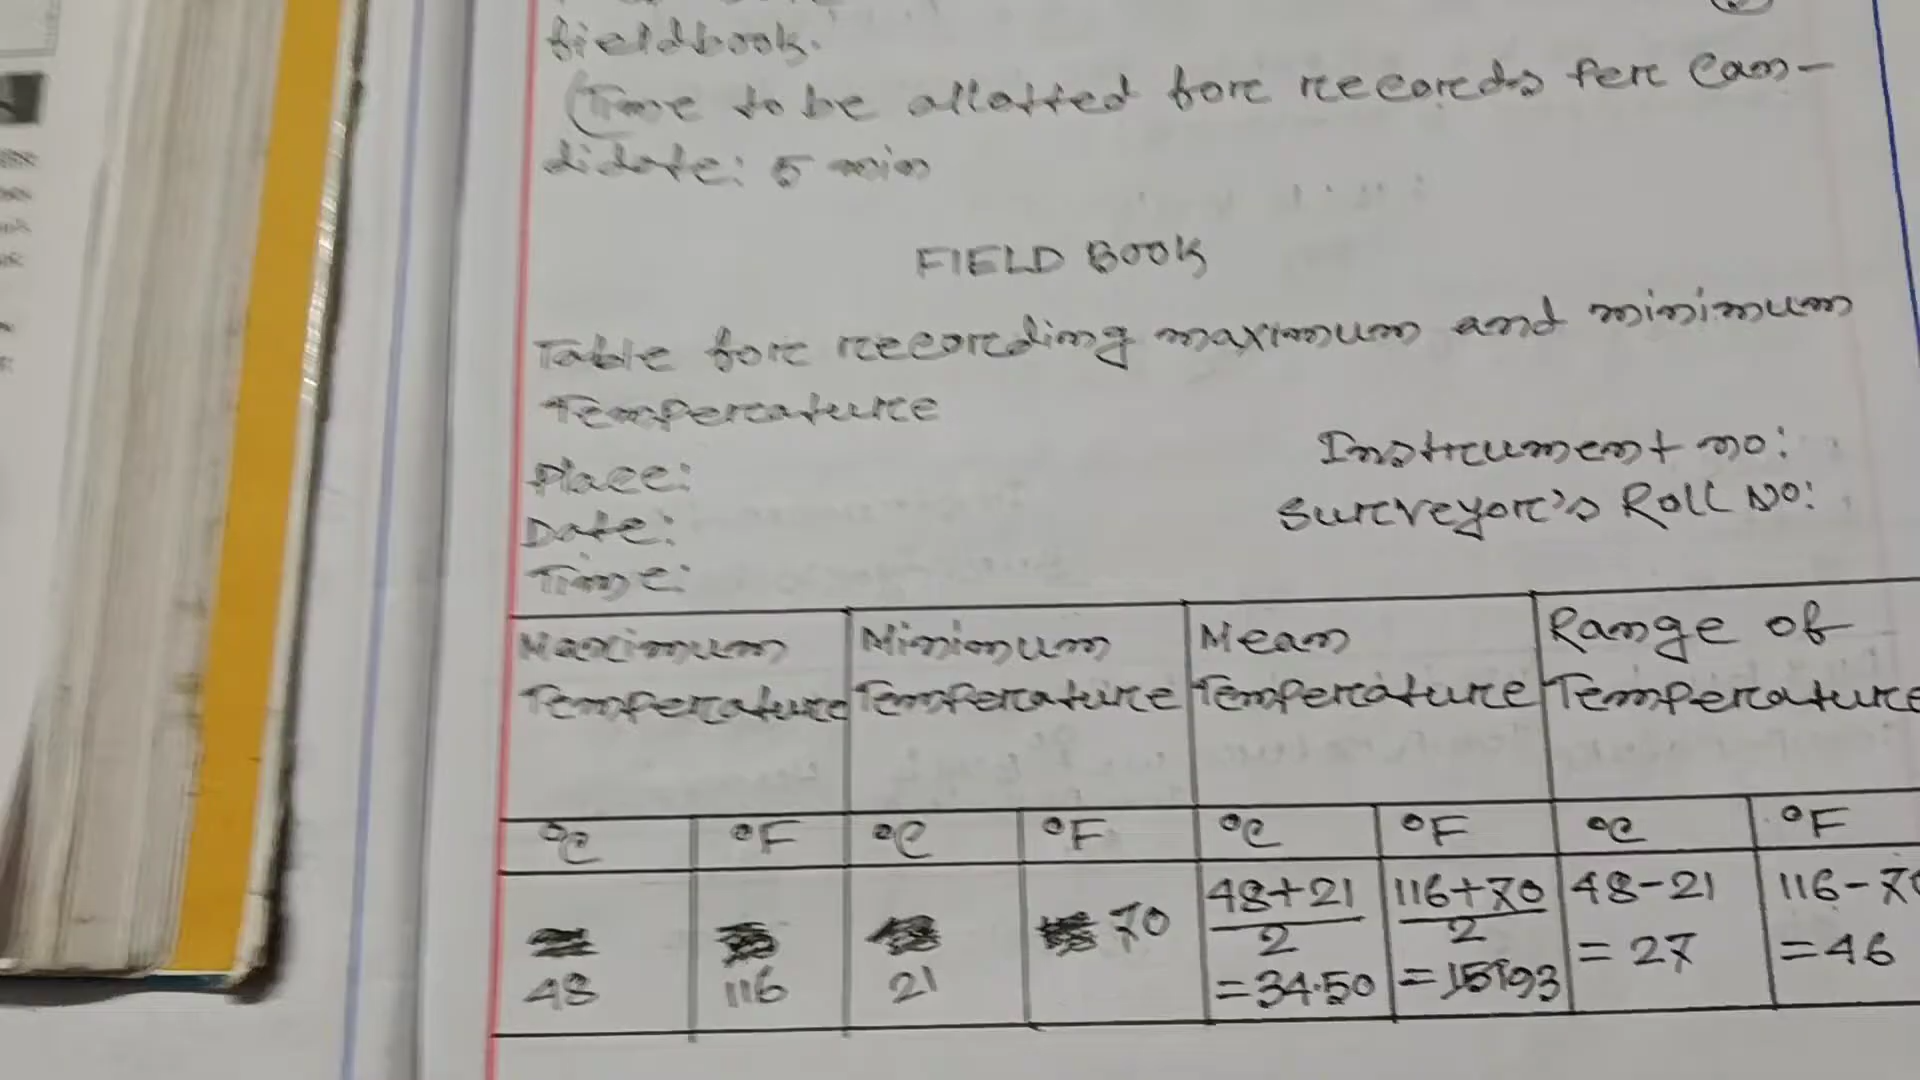 fieldbook.
(Time to be allotted for records per Can-
didate: 5 min
FIELD BOOK
Table for recording maximum and minimum
Temperature
Place:
Instrument no:
Date:
Surveyor's Roll No:
Time:
Maximum Temperature Minimum Temperature Mean Temperature Range of Temperature
°C °F °C °F °C °F °C °F
48 116 21 70 48+21/2 =34.50 116+70/2 48-21 =27 116-70 =46